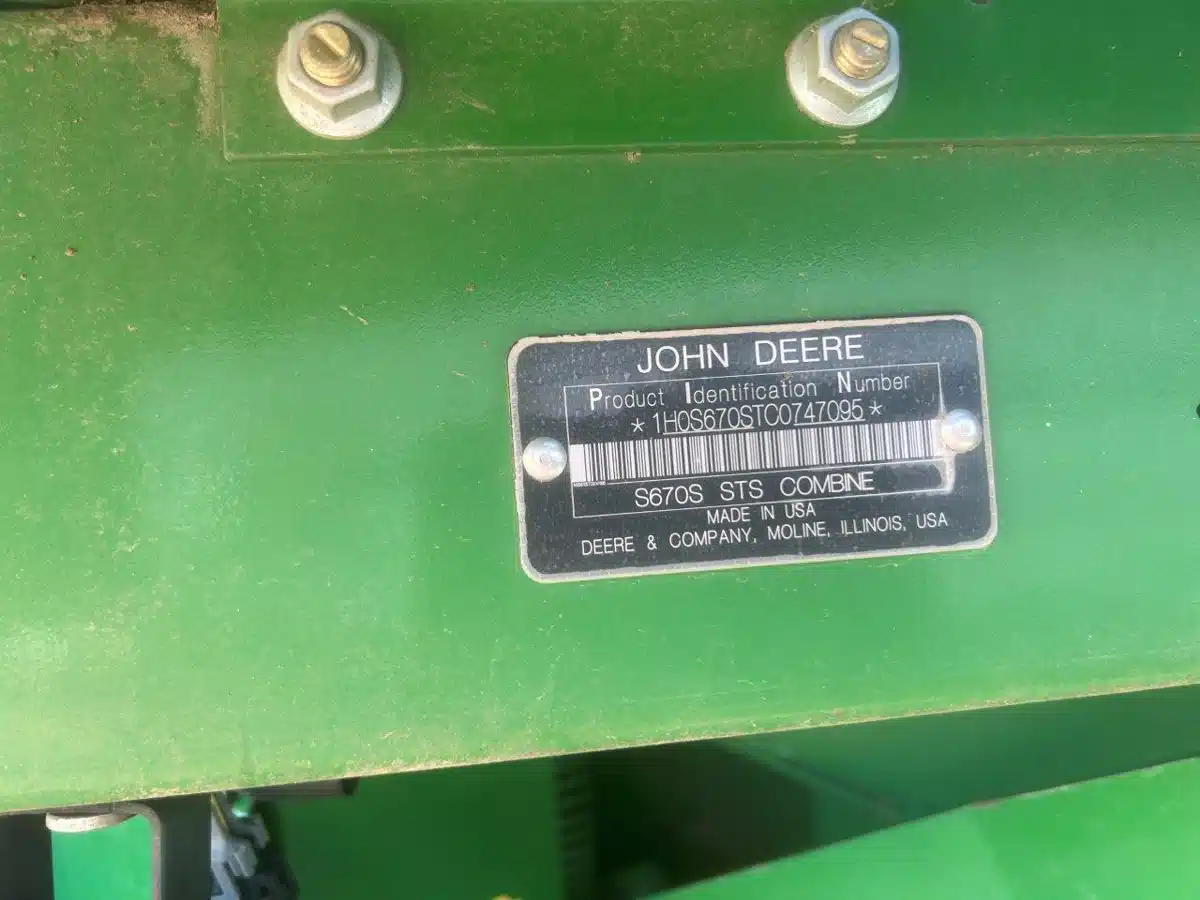 JOHN DEERE
Product Identification Number
*1H0S670STC0747095*
S670S STS COMBINE
MADE IN USA
DEERE & COMPANY, MOLINE, ILLINOIS, USA